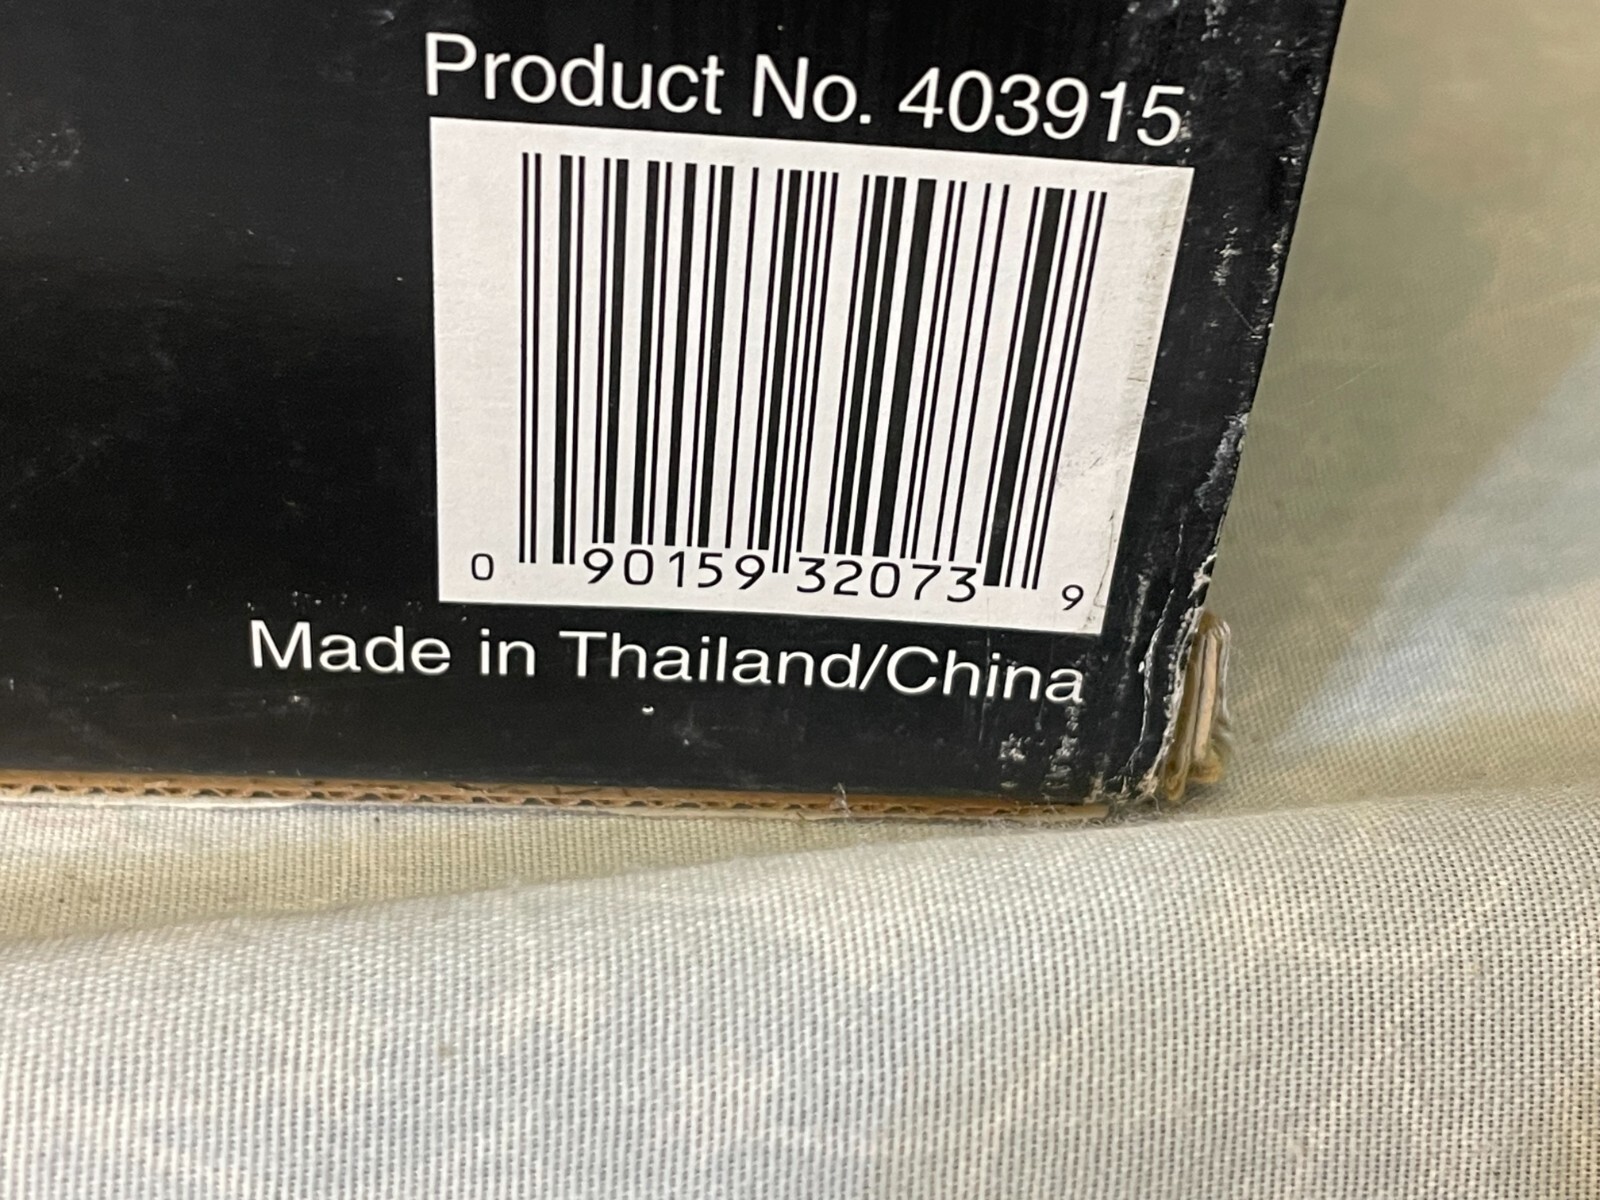 Product No. 403915
0 90159 32073 9
Made in Thailand/China